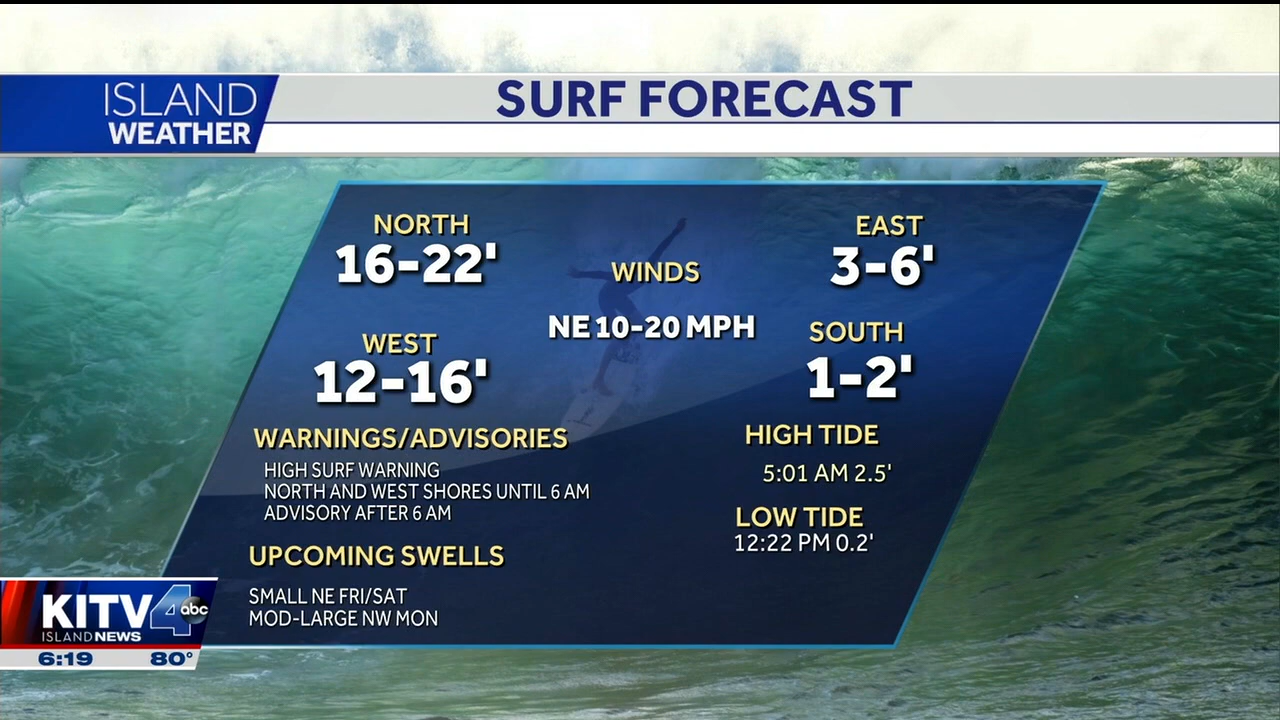 ISLAND
WEATHER
SURF FORECAST
NORTH
16-22'
WEST
12-16'
WINDS
NE 10-20 MPH
EAST
3-6'
SOUTH
1-2'
WARNINGS/ADVISORIES
HIGH SURF WARNING
NORTH AND WEST SHORES UNTIL 6 AM
ADVISORY AFTER 6 AM
UPCOMING SWELLS
SMALL NE FRI/SAT
MOD-LARGE NW MON
HIGH TIDE
5:01 AM 2.5'
LOW TIDE
12:22 PM 0.2'
KITV 4 abc
ISLAND NEWS
6:19 80°